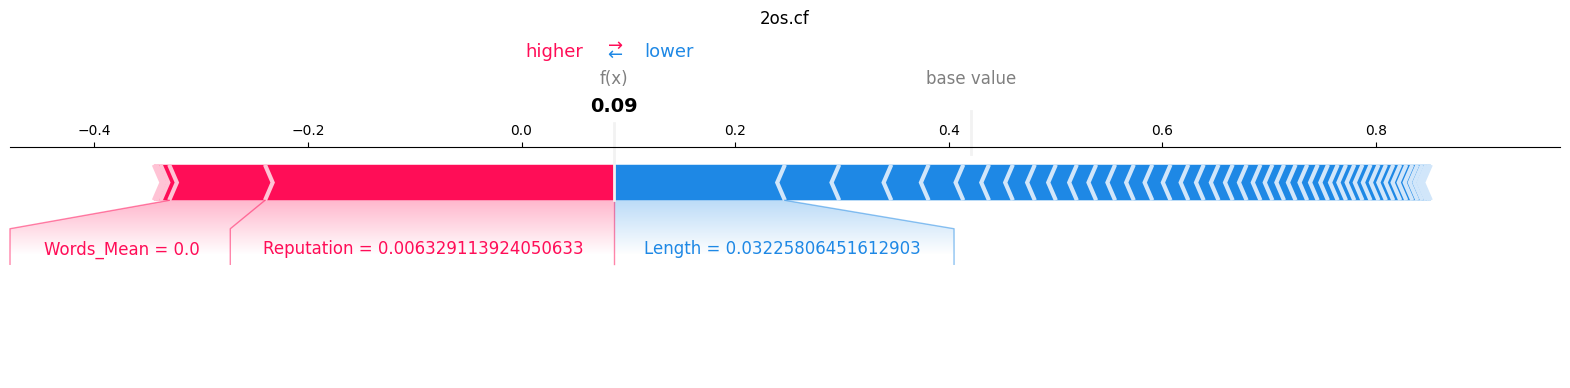 2os.cf
higher ⇄ lower
f(x)
base value
0.09
−0.4 −0.2 0.0 0.2 0.4 0.6 0.8
Words_Mean = 0.0
Reputation = 0.006329113924050633
Length = 0.03225806451612903